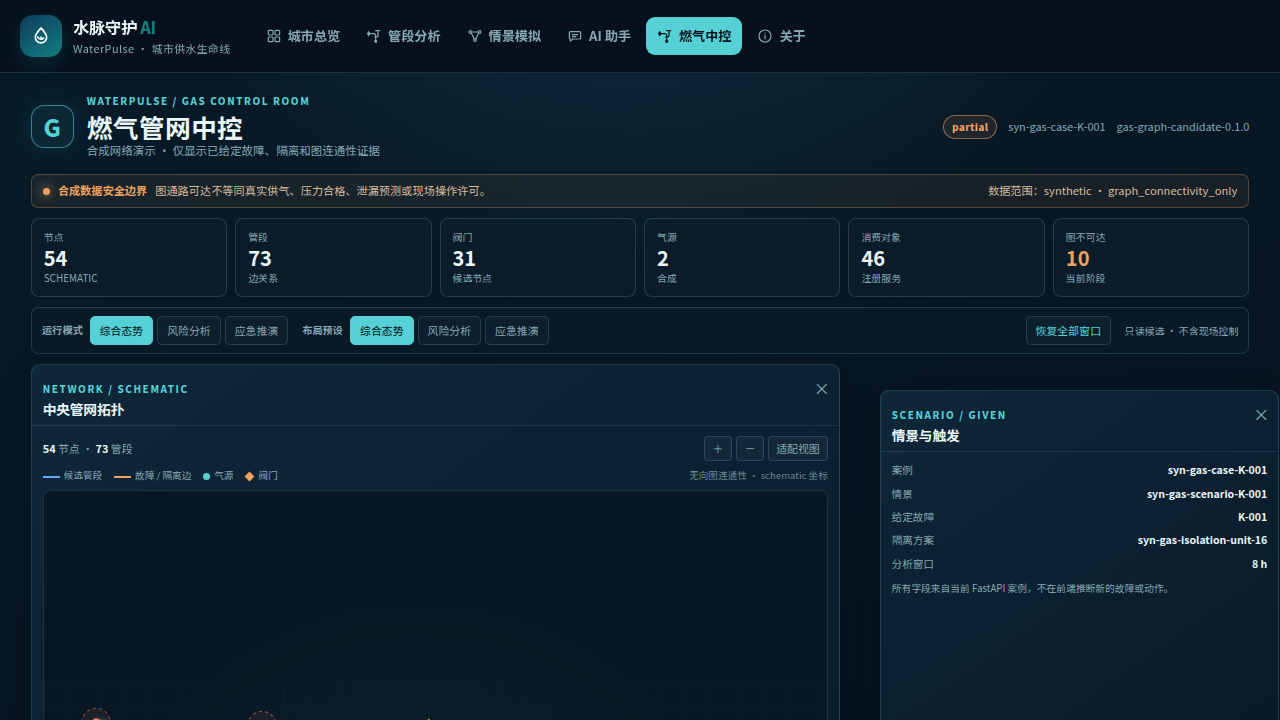 水脉守护 AI
WaterPulse · 城市供水生命线
城市总览
管段分析
情景模拟
AI 助手
燃气中控
关于
G
WATERPULSE / GAS CONTROL ROOM
燃气管网中控
合成网络演示 · 仅显示已给定故障、隔离和图连通性证据
partial
syn-gas-case-K-001
gas-graph-candidate-0.1.0
合成数据安全边界 图通路可达不等同真实供气、压力合格、泄漏预测或现场操作许可。
数据范围：synthetic · graph_connectivity_only
节点
54
SCHEMATIC
管段
73
边关系
阀门
31
候选节点
气源
2
合成
消费对象
46
注册服务
图不可达
10
当前阶段
运行模式 综合态势 风险分析 应急推演
布局预设 综合态势 风险分析 应急推演
恢复全部窗口
只读候选 · 不含现场控制
NETWORK / SCHEMATIC
中央管网拓扑
54 节点 · 73 管段
+
−
适配视图
候选管段 故障 / 隔离边 气源 阀门
无向图连通性 · schematic 坐标
SCENARIO / GIVEN
情景与触发
案例 syn-gas-case-K-001
情景 syn-gas-scenario-K-001
给定故障 K-001
隔离方案 syn-gas-isolation-unit-16
分析窗口 8 h
所有字段来自当前 FastAPI 案例，不在前端推断新的故障或动作。